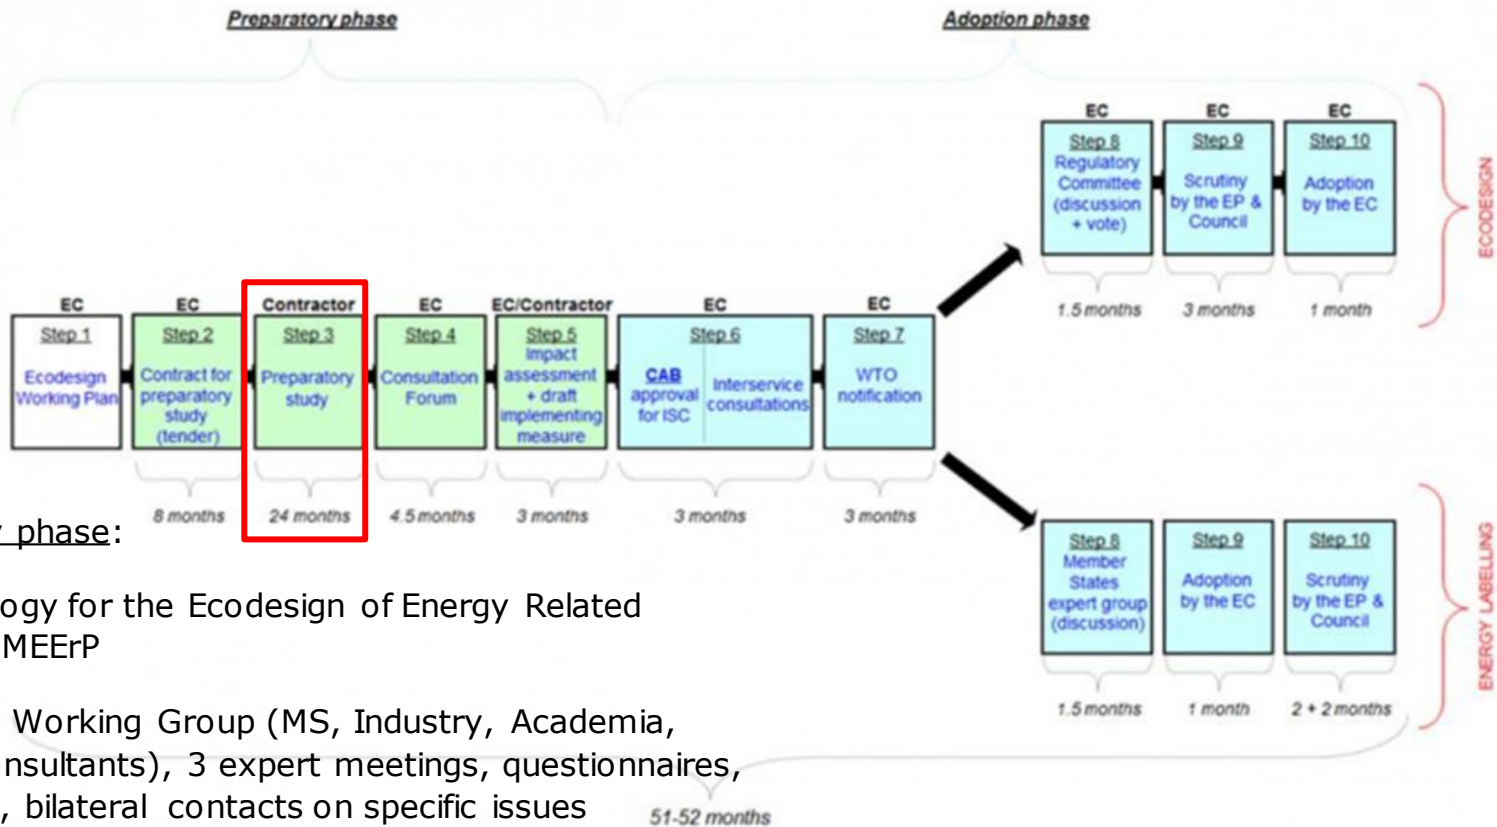 Preparatory phase
Adoption phase
EC
Step 8
Regulatory
Committee
(discussion
+ vote)
1.5 months
EC
Step 9
Scrutiny
by the EP &
Council
3 months
EC
Step 10
Adoption
by the EC
1 month
ECODESIGN
EC
Step 1
Ecodesign
Working Plan
EC
Step 2
Contract for
preparatory
study
(tender)
8 months
Contractor
Step 3
Preparatory
study
24 months
EC
Step 4
Consultation
Forum
4.5 months
EC/Contractor
Step 5
Impact
assessment
+ draft
implementing
measure
3 months
EC
Step 6
CAB
approval
for ISC
Interservice
consultations
3 months
EC
Step 7
WTO
notification
3 months
Step 8
Member
States
expert group
(discussion)
1.5 months
Step 9
Adoption
by the EC
1 month
Step 10
Scrutiny
by the EP &
Council
2 + 2 months
ENERGY LABELLING
y phase:
ogy for the Ecodesign of Energy Related
MEErP
Working Group (MS, Industry, Academia,
onsultants), 3 expert meetings, questionnaires,
, bilateral contacts on specific issues
51-52 months